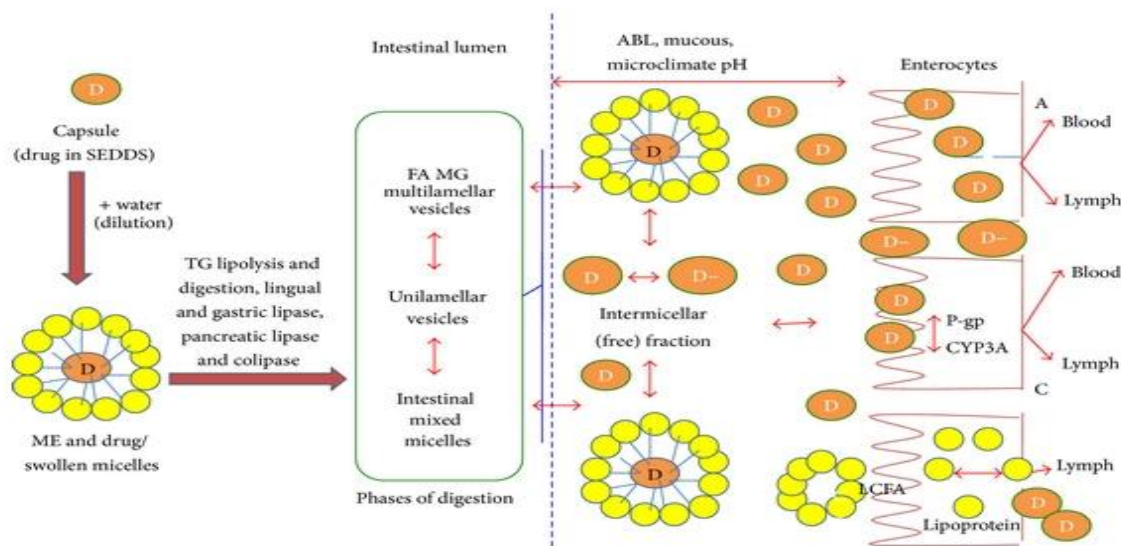 Intestinal lumen
ABL, mucous,
microclimate pH
Enterocytes
D
Capsule
(drug in SEDDS)
+ water
(dilution)
TG lipolysis and
digestion, lingual
and gastric lipase,
pancreatic lipase
and colipase
D
ME and drug/
swollen micelles
FA MG
multilamellar
vesicles
Unilamellar
vesicles
Intestinal
mixed
micelles
Phases of digestion
D
D
D
D
D
D
D−
D
Intermicellar
(free) fraction
D
D
D
D
D
D
D
A
Blood
Lymph
D−
D−
D
D
P-gp
CYP3A
Blood
Lymph
C
LCFA
Lymph
Lipoprotein
D
D